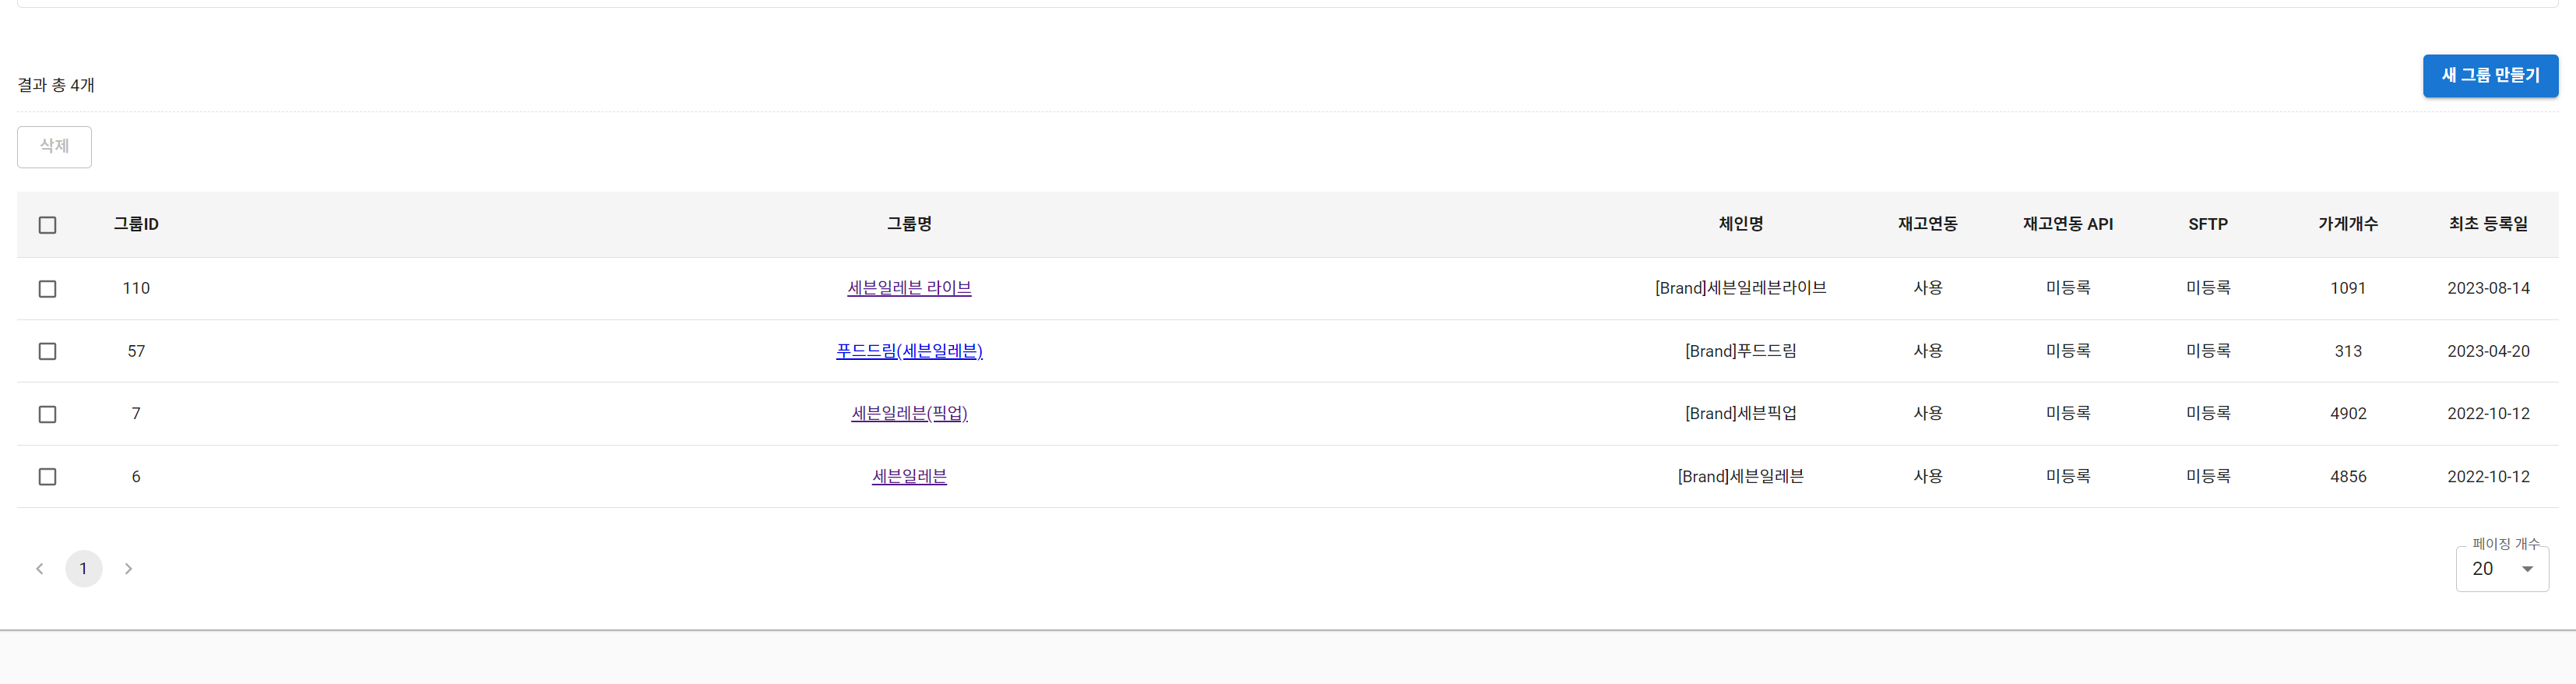 결과 총 4개
새 그룹 만들기
삭제
그룹ID 그룹명 체인명 재고연동 재고연동 API SFTP 가게개수 최초 등록일
110 세븐일레븐 라이브 [Brand]세븐일레븐라이브 사용 미등록 미등록 1091 2023-08-14
57 푸드드림(세븐일레븐) [Brand]푸드드림 사용 미등록 미등록 313 2023-04-20
7 세븐일레븐(픽업) [Brand]세븐픽업 사용 미등록 미등록 4902 2022-10-12
6 세븐일레븐 [Brand]세븐일레븐 사용 미등록 미등록 4856 2022-10-12
1
페이징 개수
20